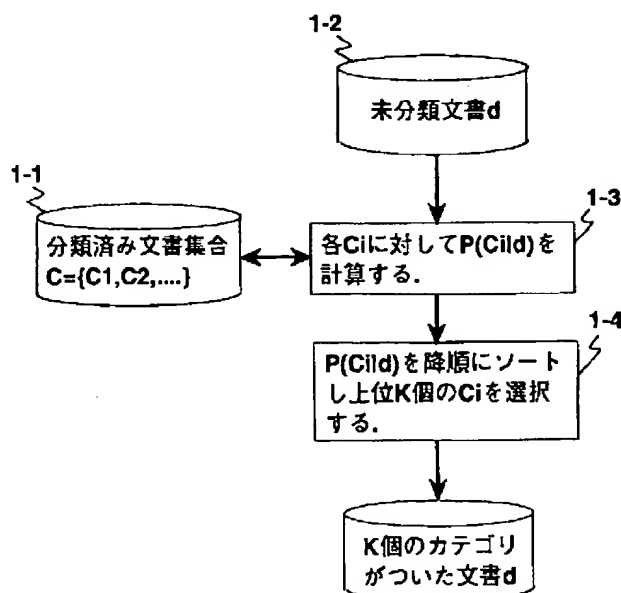 1-2
未分類文書d
1-1
分類済み文書集合
C={C1,C2,....}
1-3
各Ciに対してP(Ci|d)を
計算する.
1-4
P(Ci|d)を降順にソート
し上位K個のCiを選択
する.
K個のカテゴリ
がついた文書d